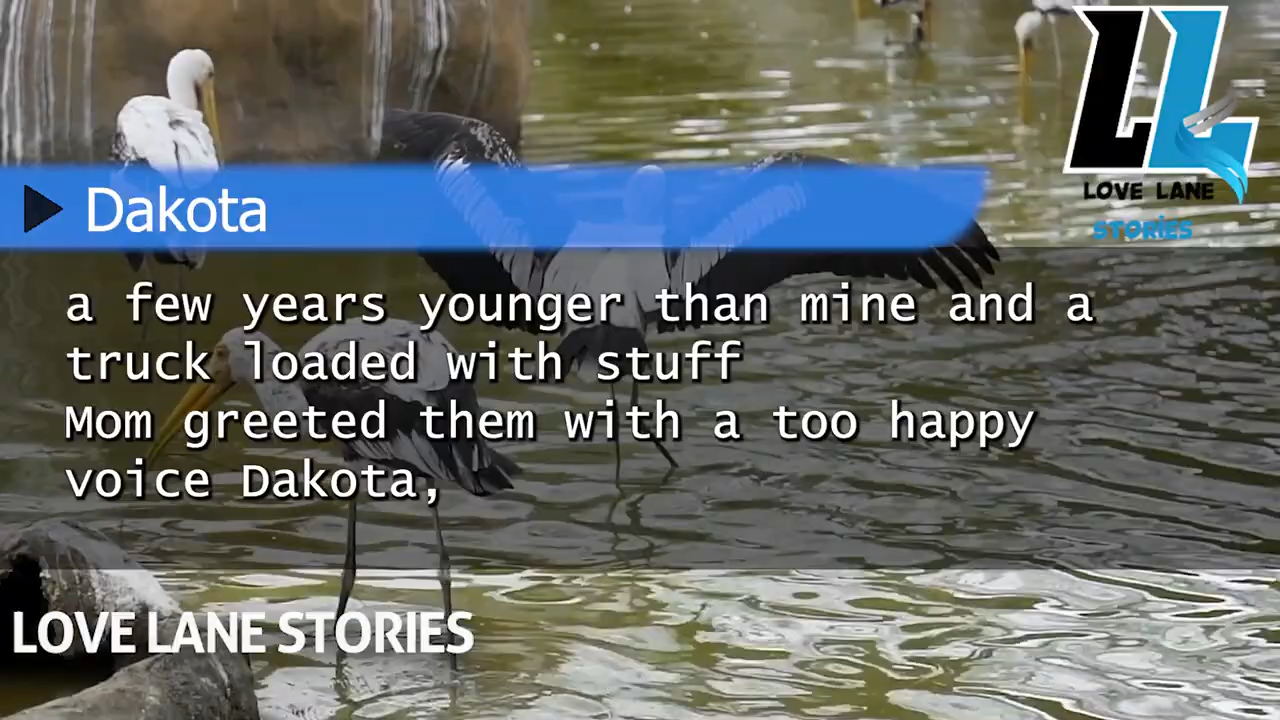 LL
LOVE LANE
STORIES
Dakota
a few years younger than mine and a
truck loaded with stuff
Mom greeted them with a too happy
voice Dakota,
LOVE LANE STORIES